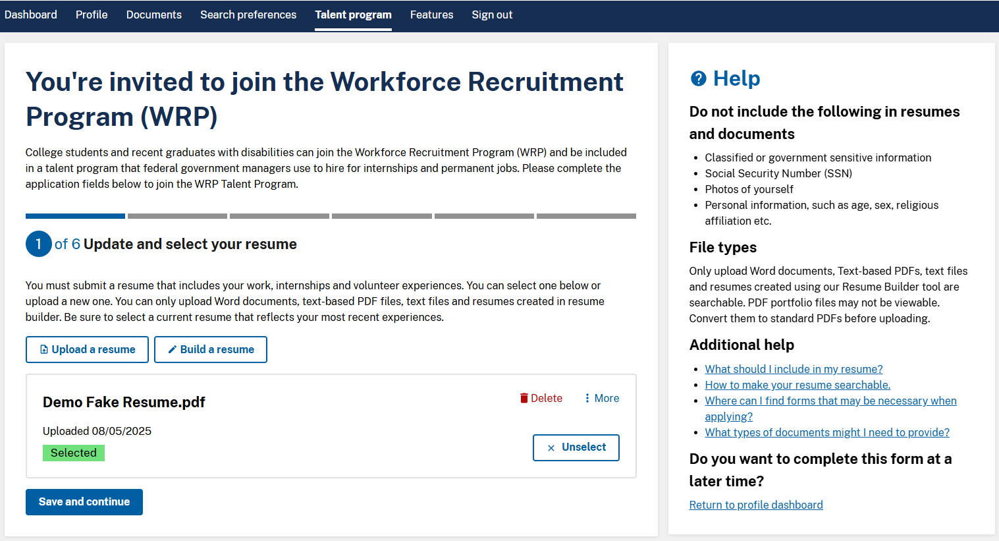 Dashboard Profile Documents Search preferences Talent program Features Sign out
You're invited to join the Workforce Recruitment
Program (WRP)
College students and recent graduates with disabilities can join the Workforce Recruitment Program (WRP) and be included
in a talent program that federal government managers use to hire for internships and permanent jobs. Please complete the
application fields below to join the WRP Talent Program.
1 of 6 Update and select your resume
You must submit a resume that includes your work, internships and volunteer experiences. You can select one below or
upload a new one. You can only upload Word documents, text-based PDF files, text files and resumes created in resume
builder. Be sure to select a current resume that reflects your most recent experiences.
Upload a resume Build a resume
Demo Fake Resume.pdf
Delete More
Uploaded 08/05/2025
Selected
Unselect
Save and continue
Help
Do not include the following in resumes
and documents
• Classified or government sensitive information
• Social Security Number (SSN)
• Photos of yourself
• Personal information, such as age, sex, religious
affiliation etc.
File types
Only upload Word documents, Text-based PDFs, text files
and resumes created using our Resume Builder tool are
searchable. PDF portfolio files may not be viewable.
Convert them to standard PDFs before uploading.
Additional help
• What should I include in my resume?
• How to make your resume searchable.
• Where can I find forms that may be necessary when
applying?
• What types of documents might I need to provide?
Do you want to complete this form at a
later time?
Return to profile dashboard